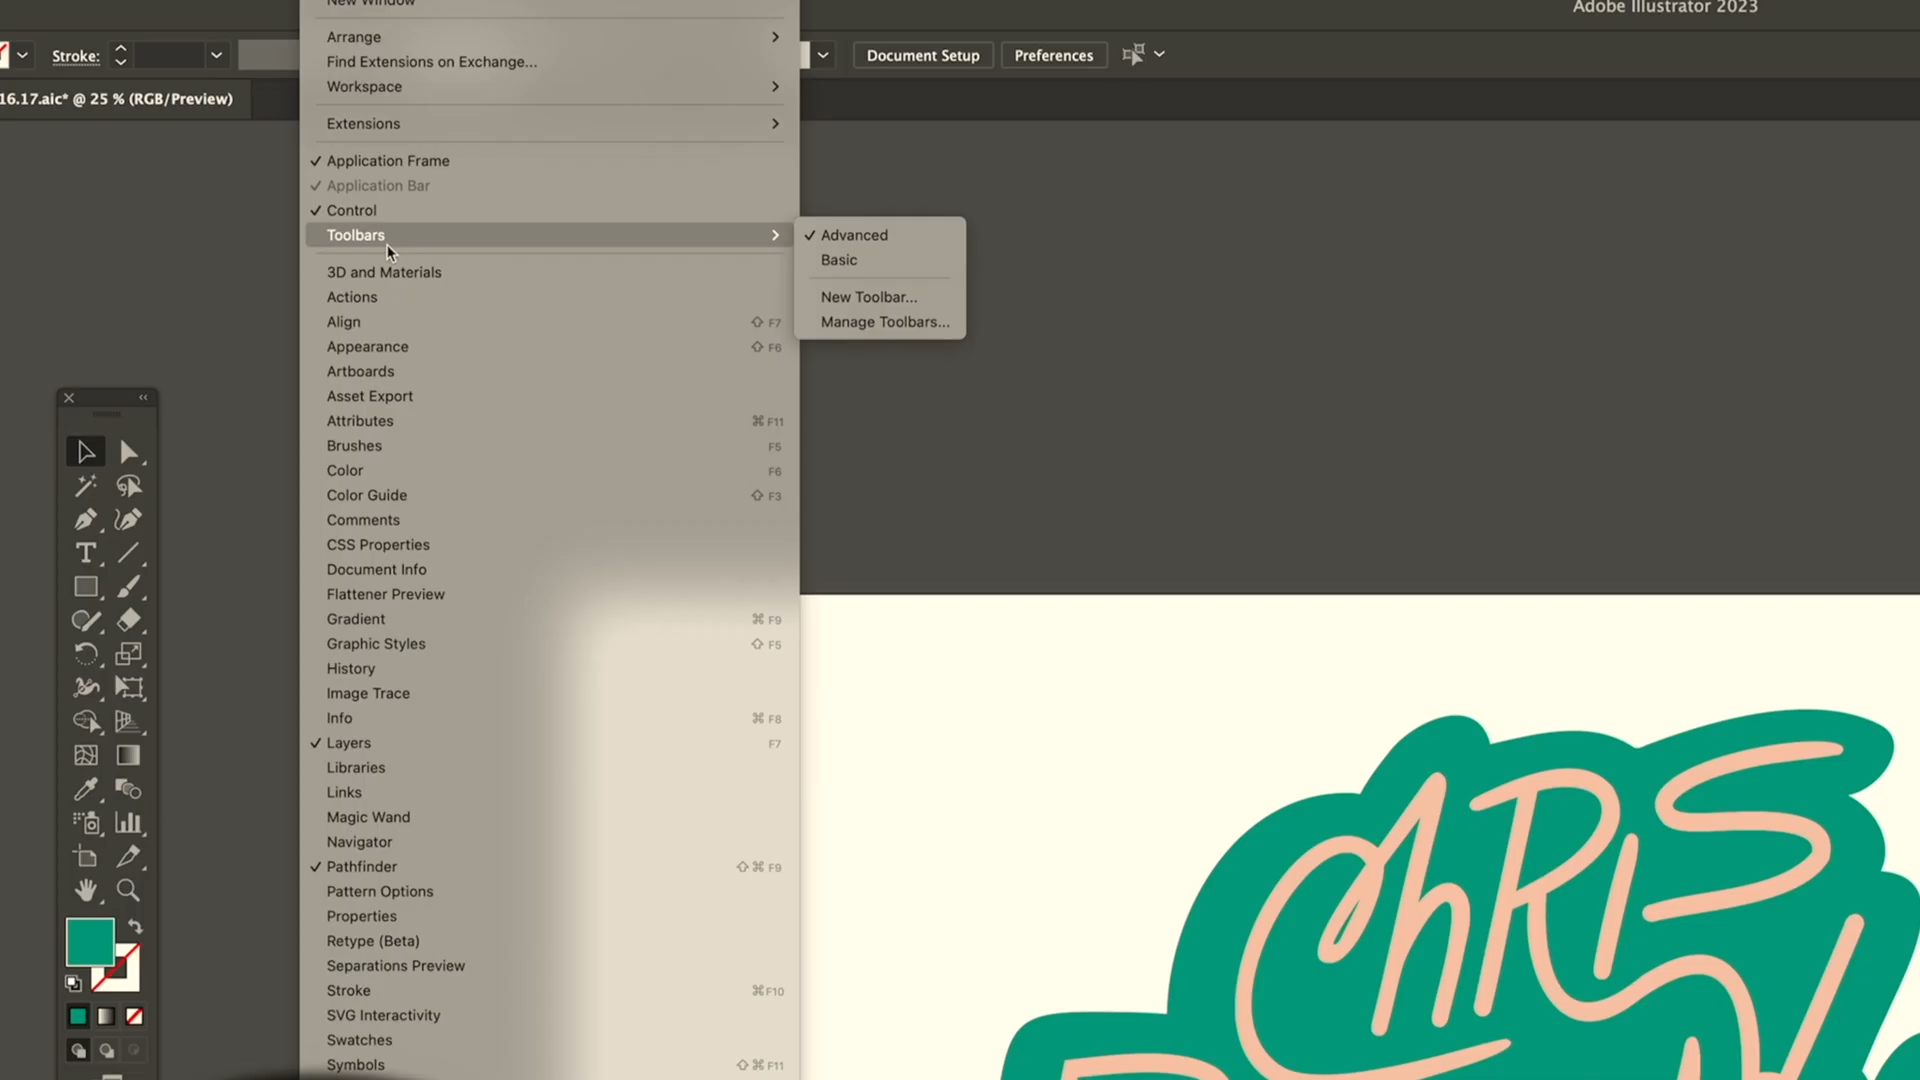 New Window
Adobe Illustrator 2023
Stroke:
Document Setup
Preferences
16.17.aic* @ 25 % (RGB/Preview)
Arrange
Find Extensions on Exchange...
Workspace
Extensions
Application Frame
Application Bar
Control
Toolbars
Advanced
Basic
New Toolbar...
Manage Toolbars...
3D and Materials
Actions
Align ⇧ F7
Appearance ⇧ F6
Artboards
Asset Export
Attributes ⌘ F11
Brushes F5
Color F6
Color Guide ⇧ F3
Comments
CSS Properties
Document Info
Flattener Preview
Gradient ⌘ F9
Graphic Styles ⇧ F5
History
Image Trace
Info ⌘ F8
Layers F7
Libraries
Links
Magic Wand
Navigator
Pathfinder ⇧ ⌘ F9
Pattern Options
Properties
Retype (Beta)
Separations Preview
Stroke ⌘ F10
SVG Interactivity
Swatches
Symbols ⇧ ⌘ F11
ChRIS